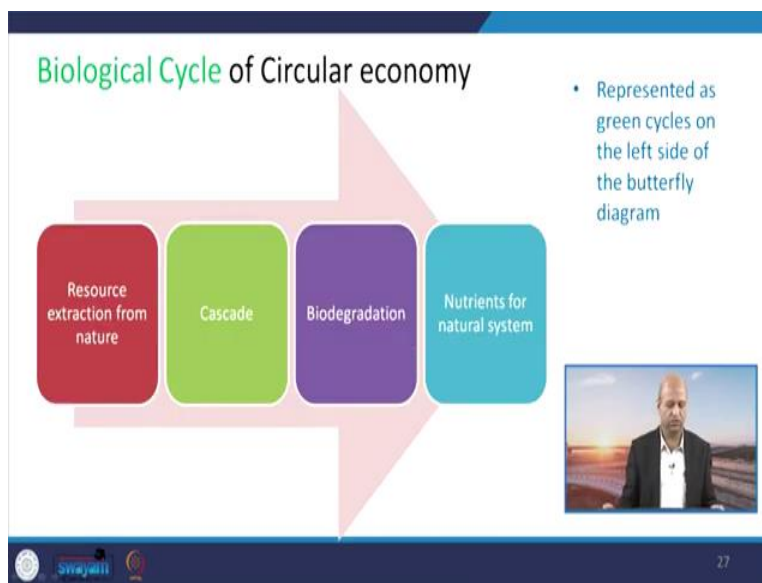 Biological Cycle of Circular economy
• Represented as
green cycles on
the left side of
the butterfly
diagram
Resource
extraction from
nature
Cascade
Biodegradation
Nutrients for
natural system
swayam
27